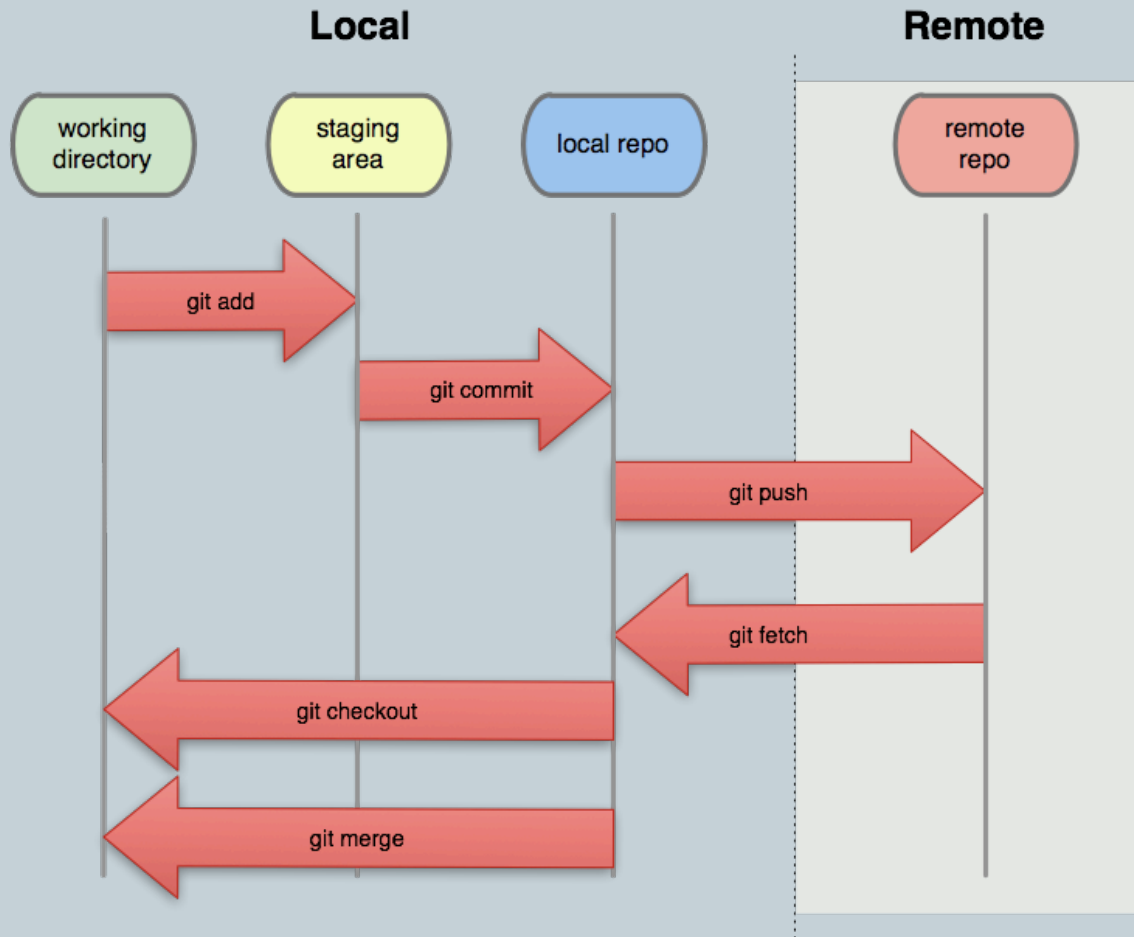 Local
Remote
working
directory
staging
area
local repo
remote
repo
git add
git commit
git push
git fetch
git checkout
git merge